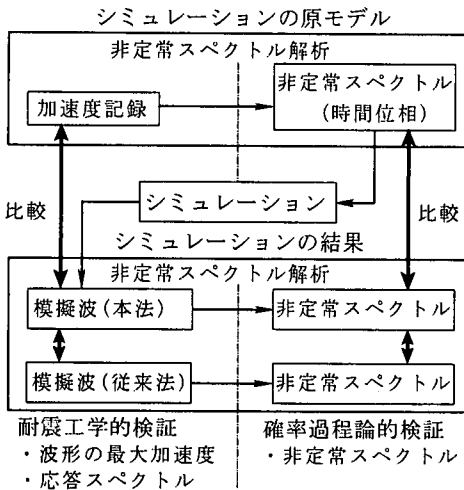 シミュレーションの原モデル
非定常スペクトル解析
加速度記録
非定常スペクトル
(時間位相)
比較
シミュレーション
比較
シミュレーションの結果
非定常スペクトル解析
模擬波(本法)
非定常スペクトル
模擬波(従来法)
非定常スペクトル
耐震工学的検証
・波形の最大加速度
・応答スペクトル
確率過程論的検証
・非定常スペクトル